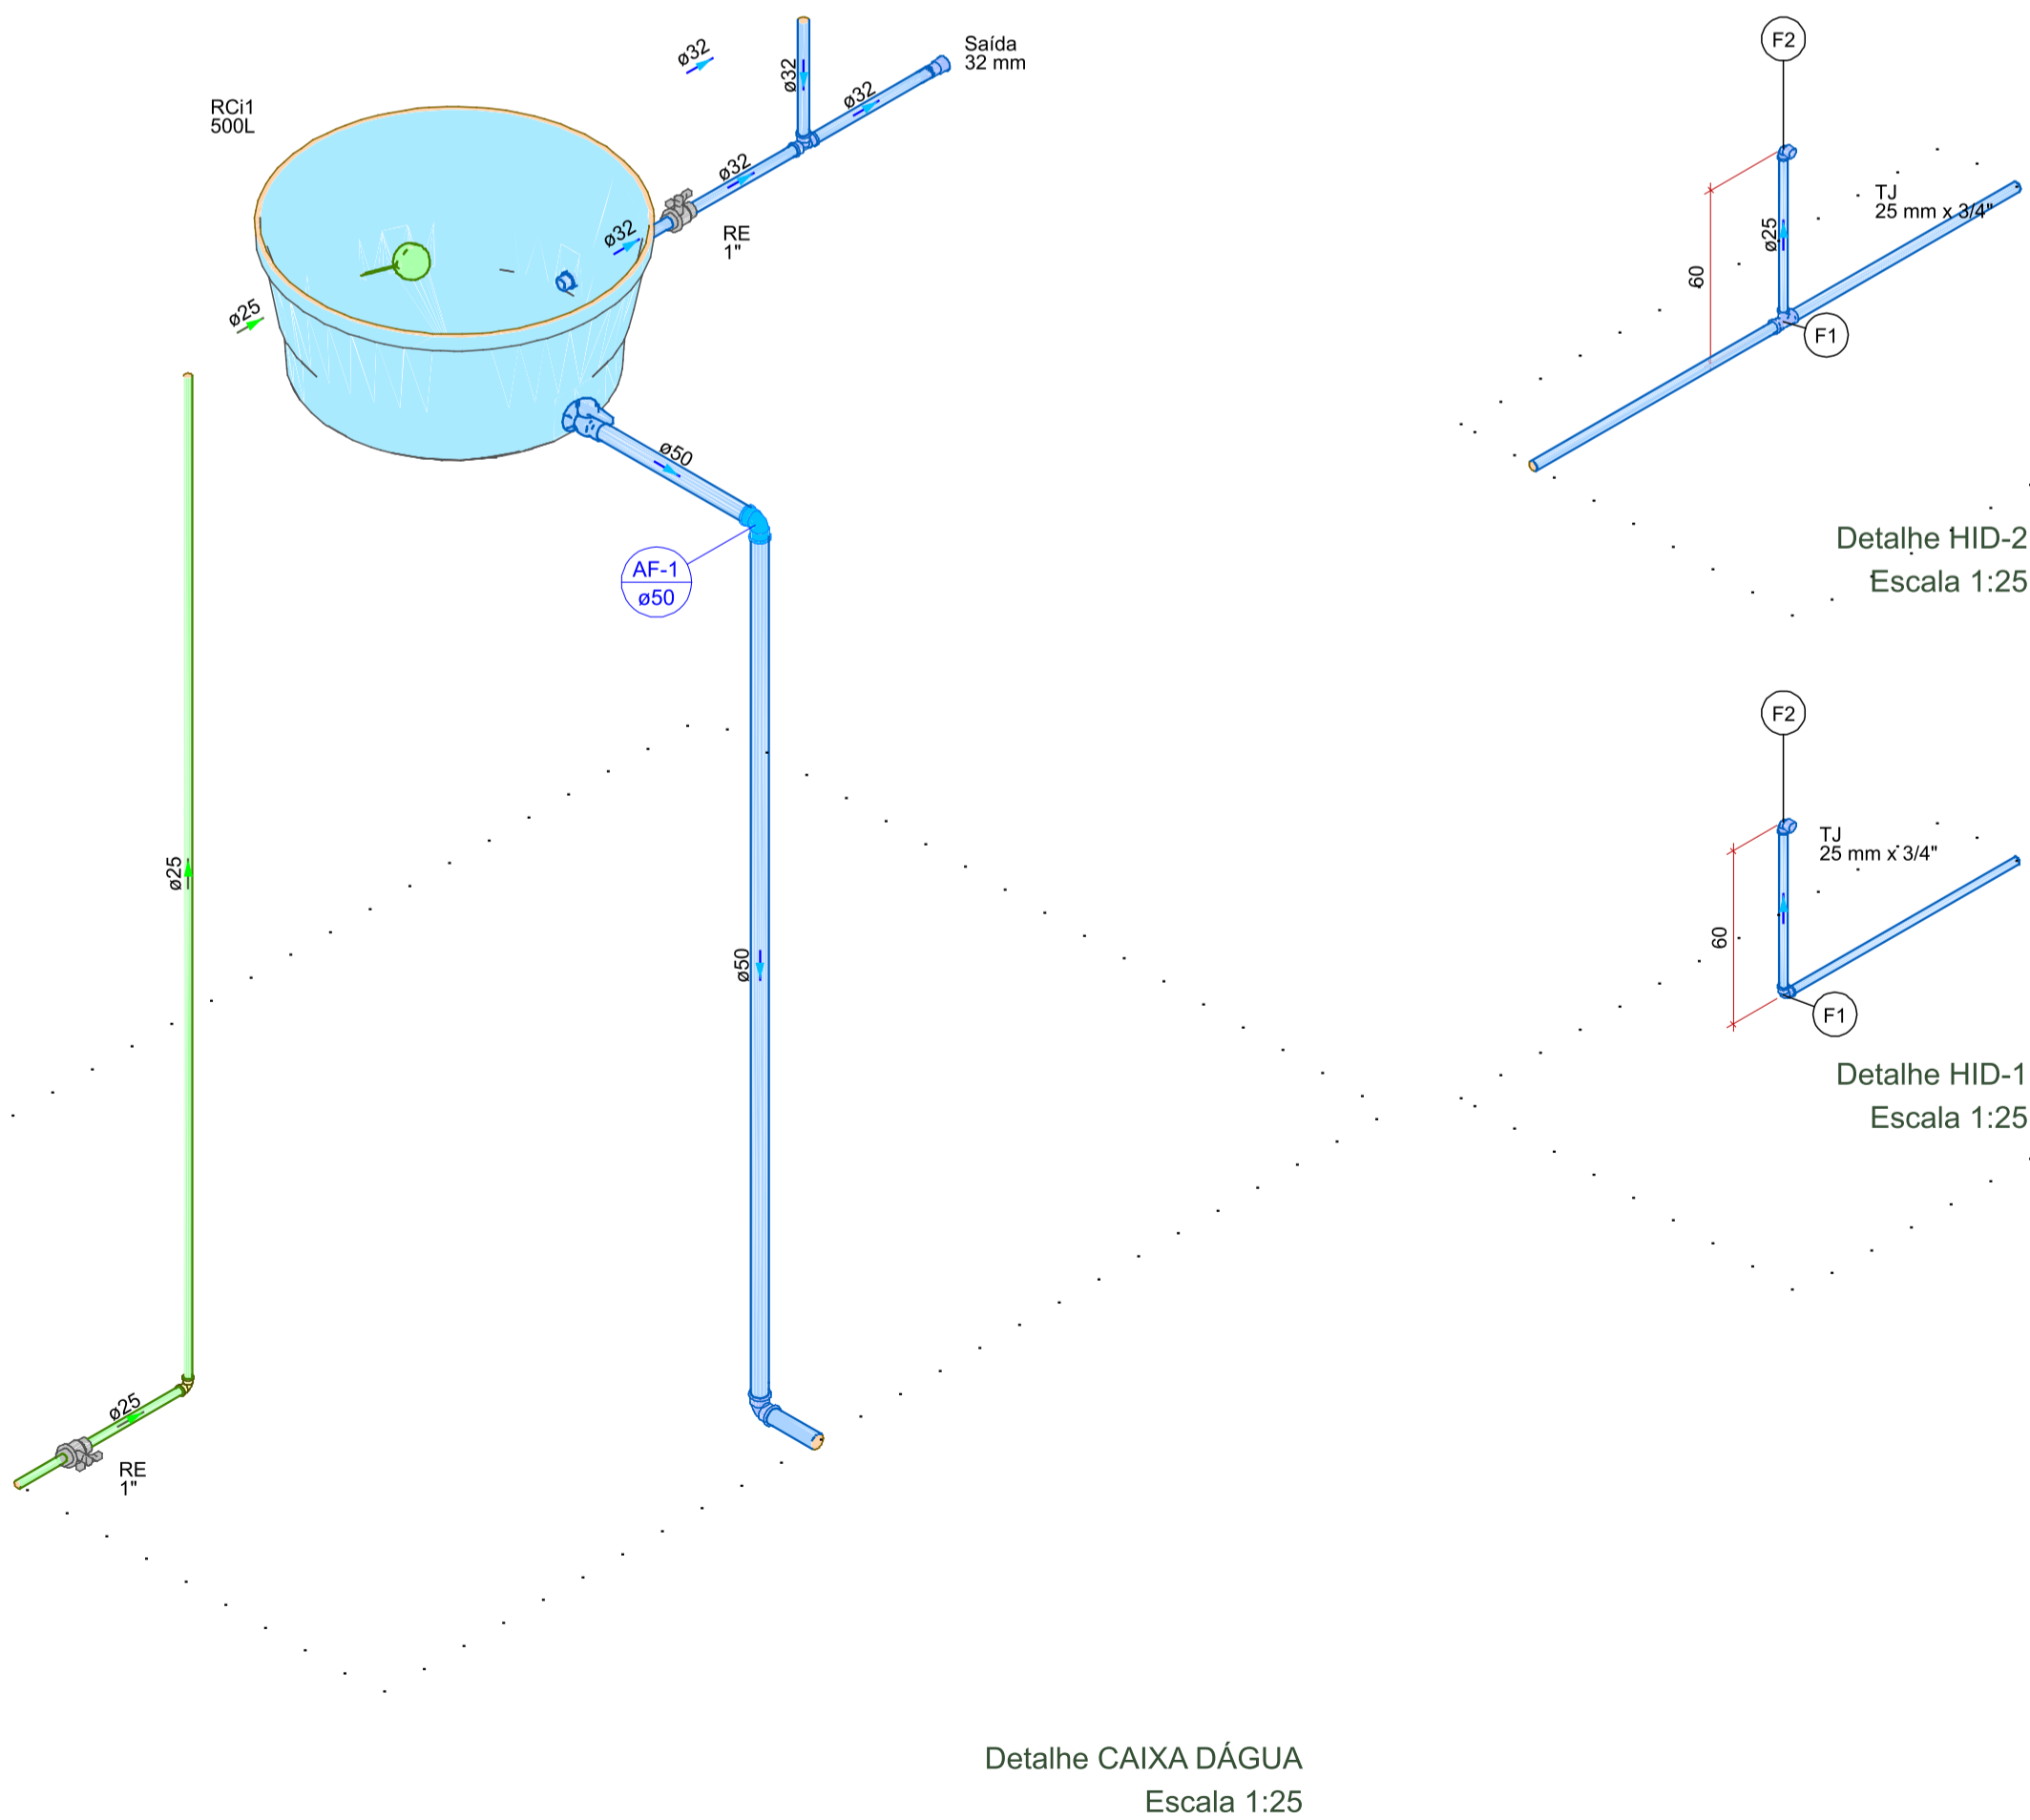 ø32
ø32
Saída
32 mm
ø32
RCi1
500L
ø32
ø32
RE
1"
ø25
ø50
AF-1
ø50
ø25
ø50
ø25
RE
1"
Detalhe CAIXA DÁGUA
Escala 1:25
F2
TJ
25 mm x 3/4"
ø25
60
F1
Detalhe HID-2
Escala 1:25
F2
TJ
25 mm x 3/4"
60
F1
Detalhe HID-1
Escala 1:25